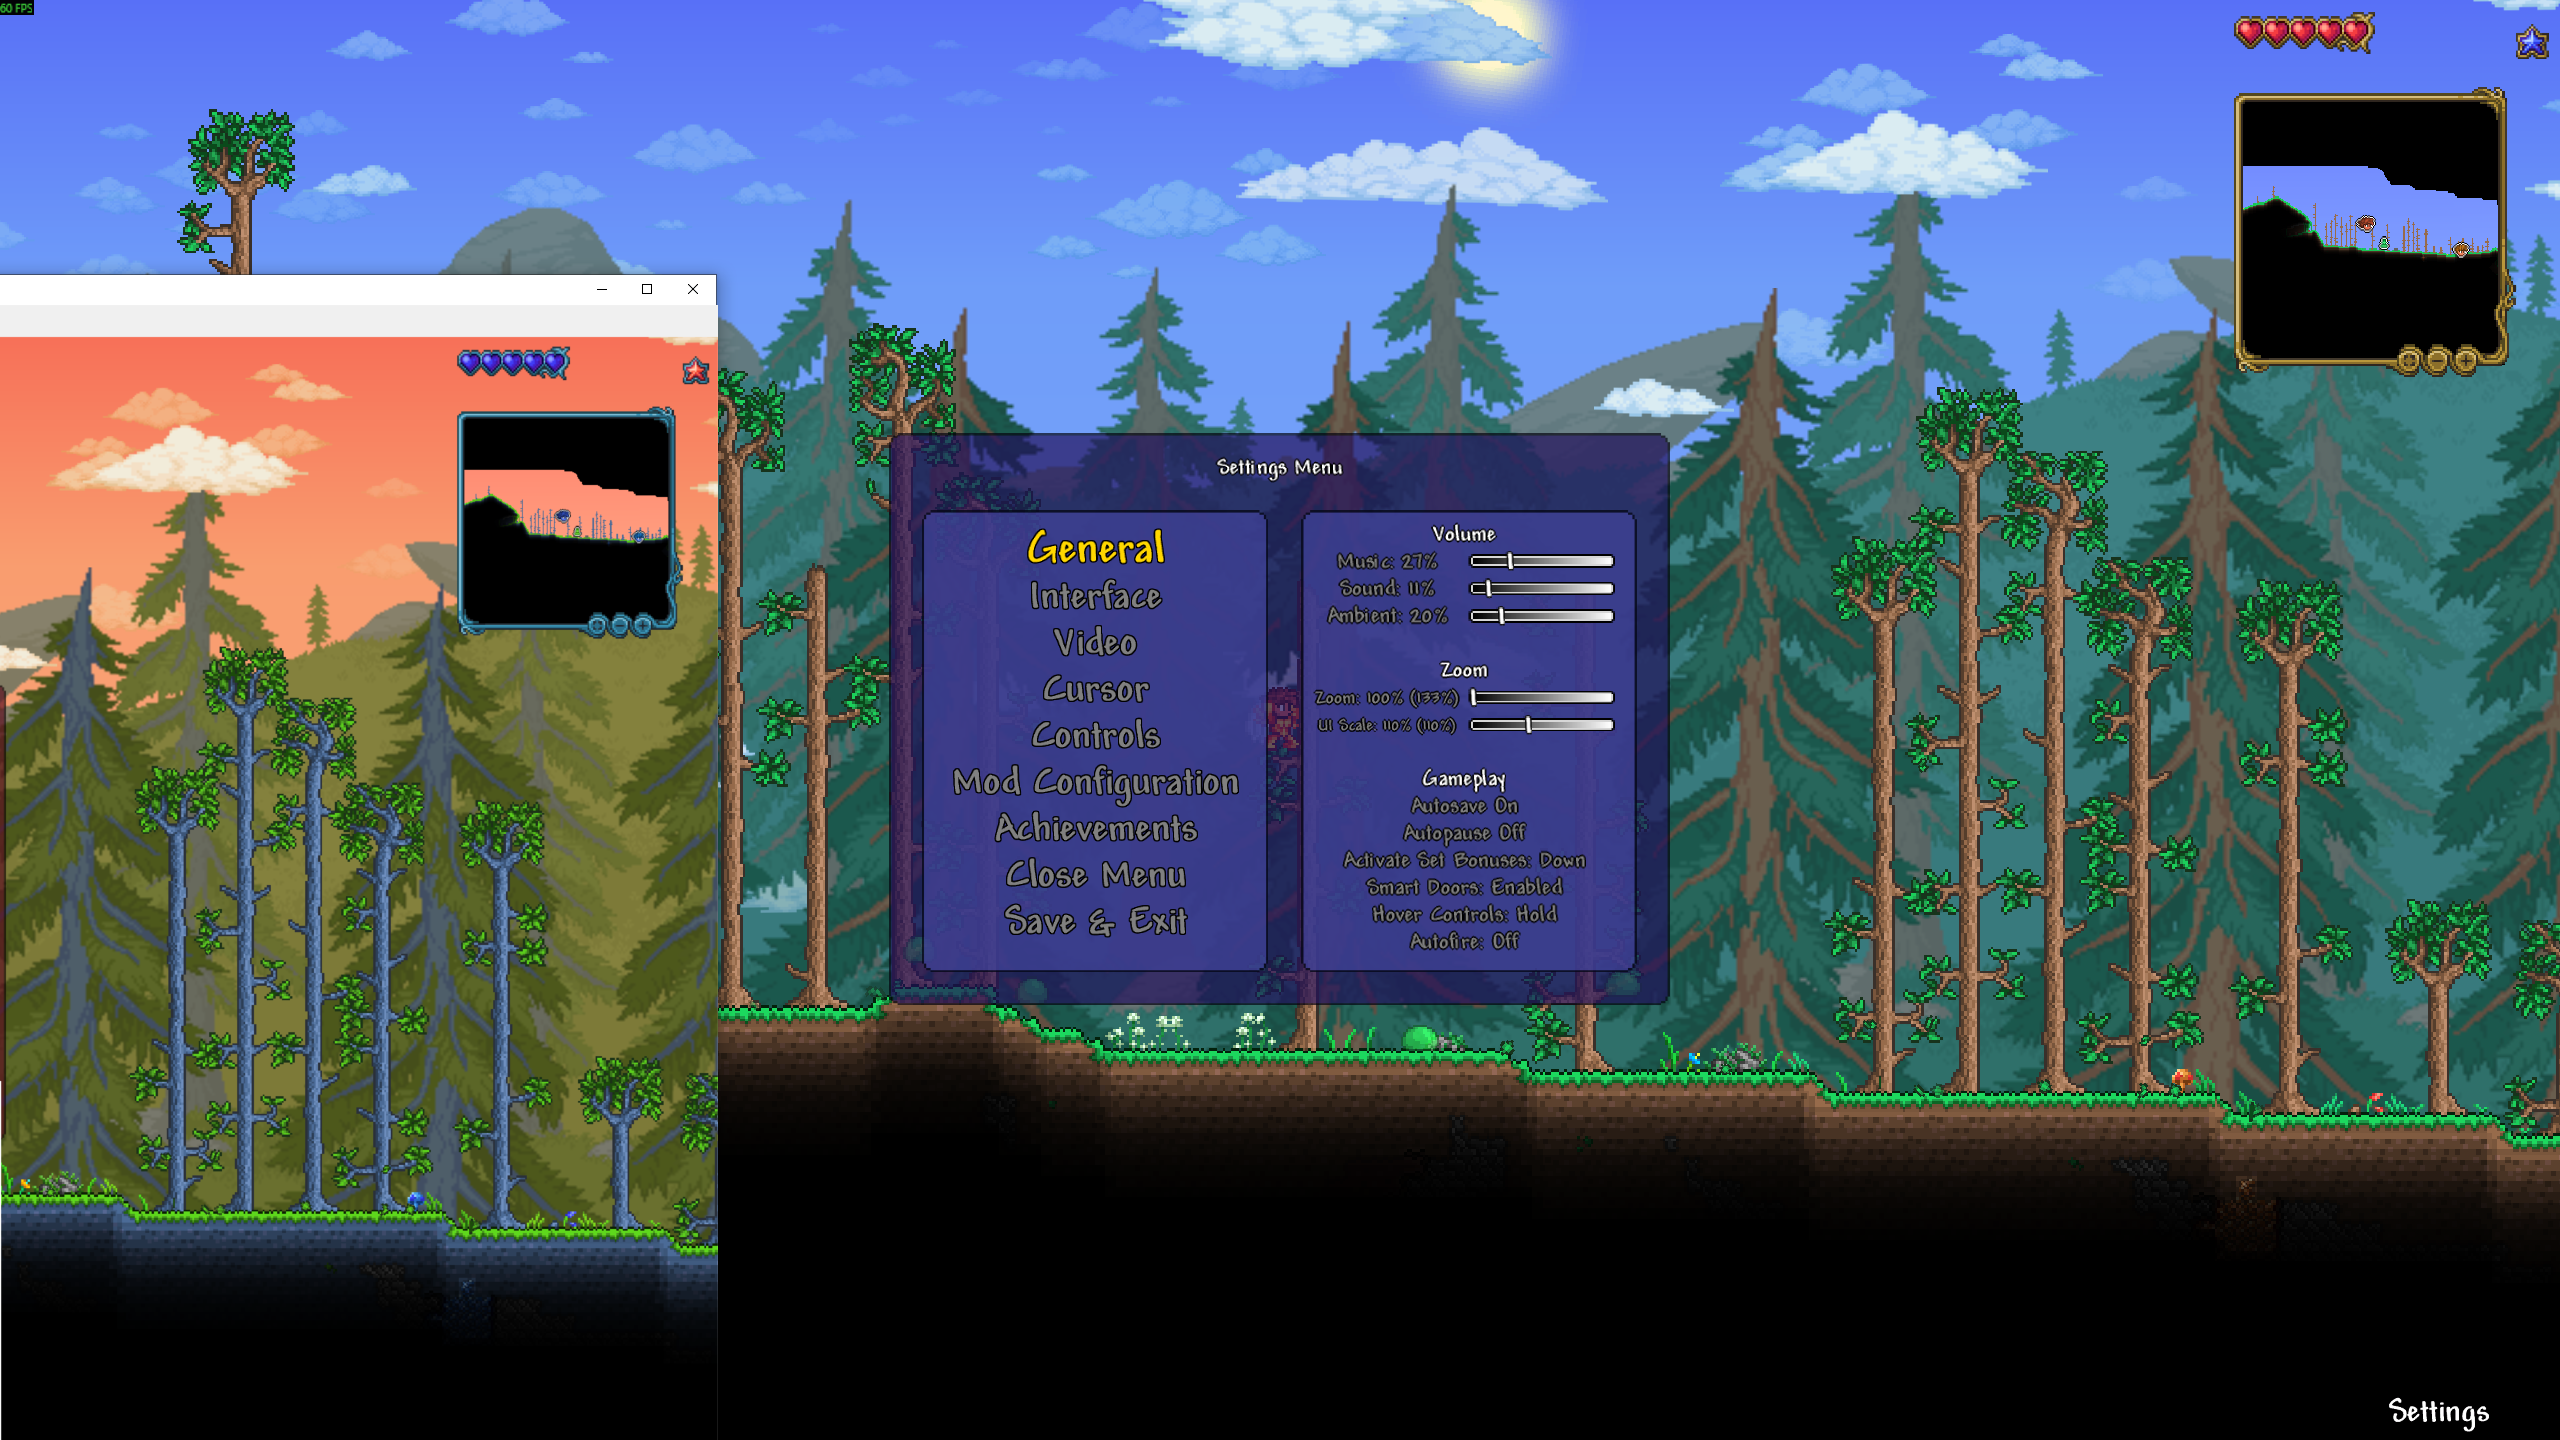 60 FPS
Settings Menu
General
Interface
Video
Cursor
Controls
Mod Configuration
Achievements
Close Menu
Save & Exit
Volume
Music: 27%
Sound: 11%
Ambient: 20%
Zoom
Zoom: 100% (133%)
UI Scale: 110% (110%)
Gameplay
Autosave On
Autopause Off
Activate Set Bonuses: Down
Smart Doors: Enabled
Hover Controls: Hold
Autofire: Off
Settings